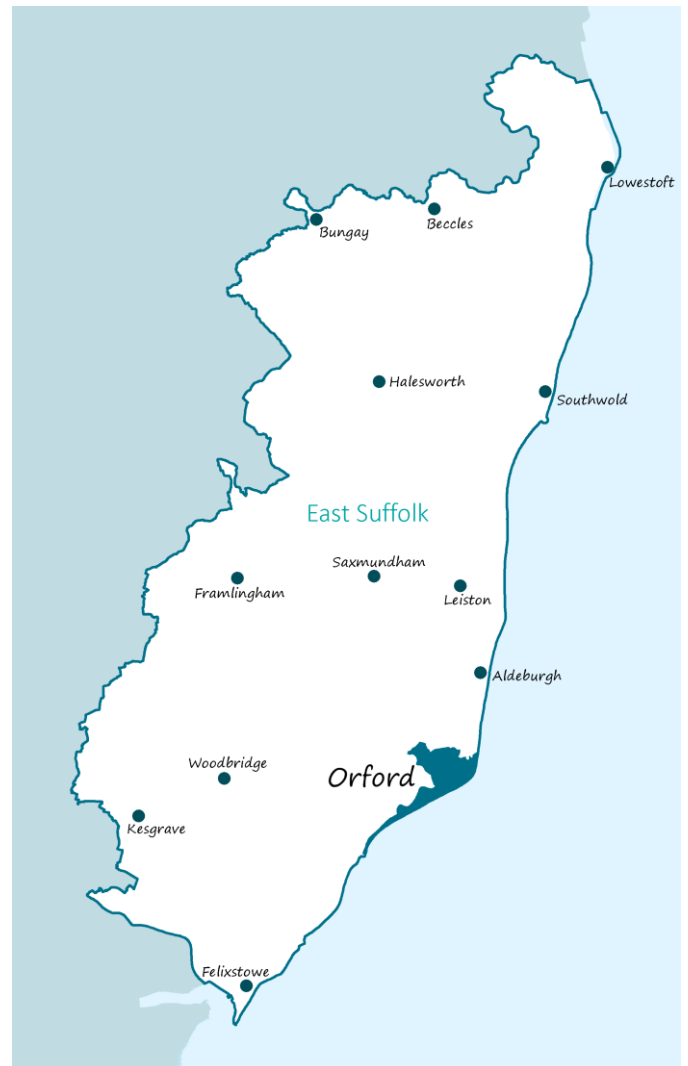 Lowestoft
Beccles
Bungay
Halesworth
Southwold
East Suffolk
Saxmundham
Framlingham
Leiston
Aldeburgh
Woodbridge
Orford
Kesgrave
Felixstowe